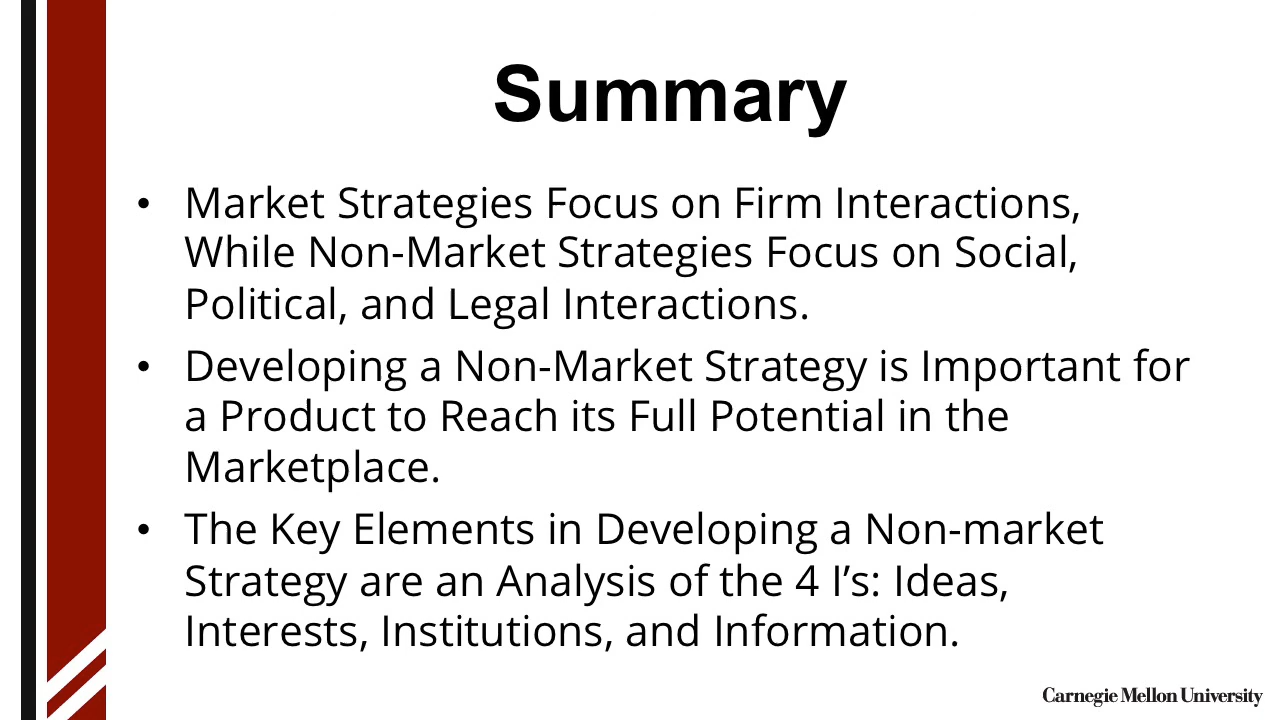 Summary
• Market Strategies Focus on Firm Interactions,
While Non-Market Strategies Focus on Social,
Political, and Legal Interactions.
• Developing a Non-Market Strategy is Important for
a Product to Reach its Full Potential in the
Marketplace.
• The Key Elements in Developing a Non-market
Strategy are an Analysis of the 4 I’s: Ideas,
Interests, Institutions, and Information.
Carnegie Mellon University